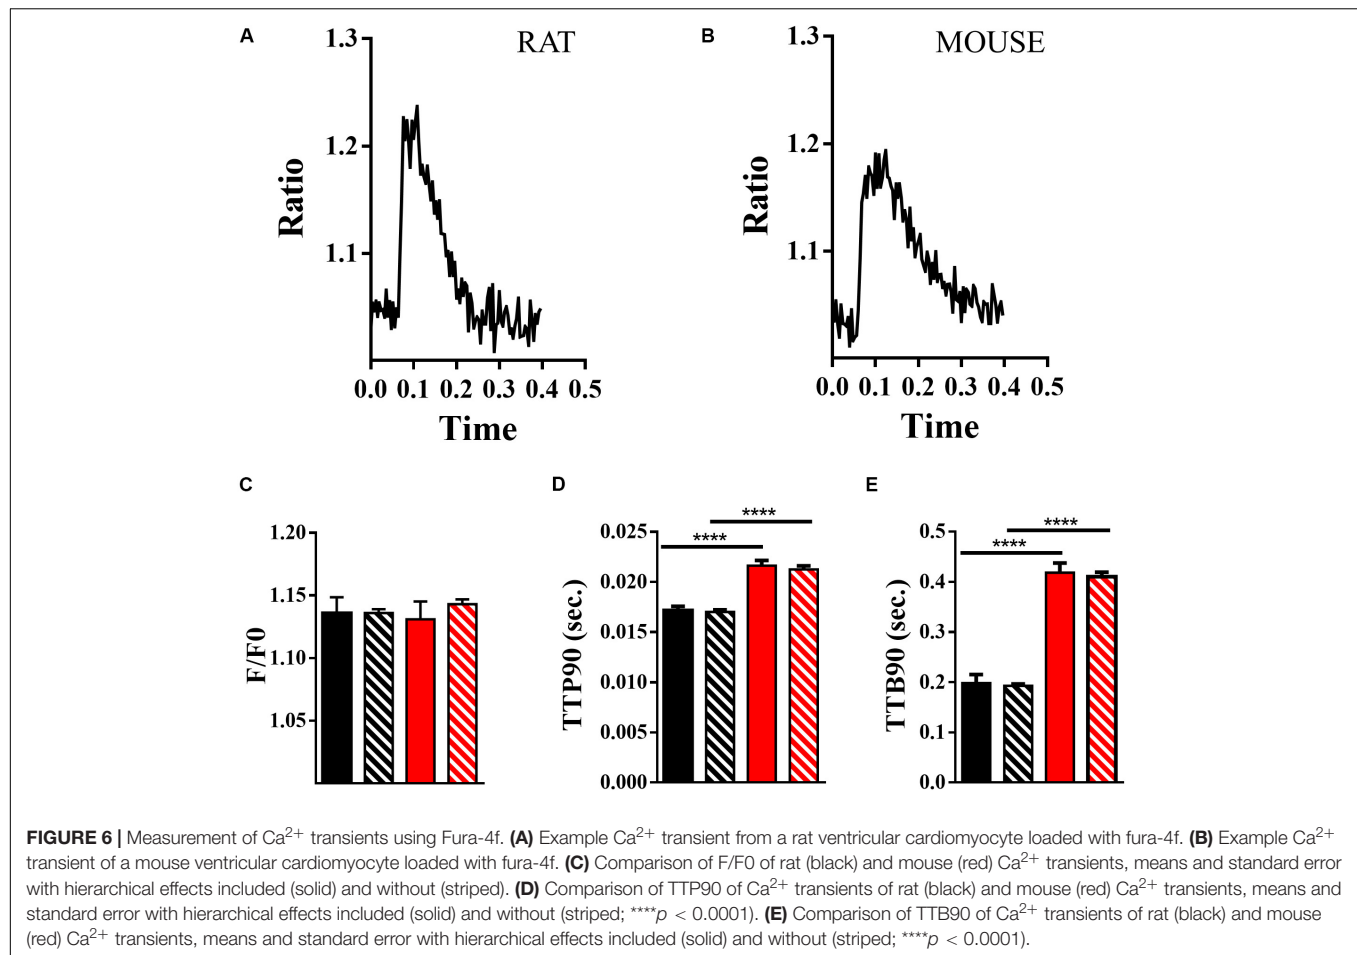 A
RAT
1.3
1.2
1.1
Ratio
0.0 0.1 0.2 0.3 0.4 0.5
Time
B
MOUSE
1.3
1.2
1.1
Ratio
0.0 0.1 0.2 0.3 0.4 0.5
Time
C
1.20
1.15
1.10
1.05
F/F0
D
****
****
0.025
0.020
0.015
0.010
0.005
0.000
TTP90 (sec.)
E
****
****
0.5
0.4
0.3
0.2
0.1
0.0
TTB90 (sec)
FIGURE 6 | Measurement of Ca2+ transients using Fura-4f. (A) Example Ca2+ transient from a rat ventricular cardiomyocyte loaded with fura-4f. (B) Example Ca2+
transient of a mouse ventricular cardiomyocyte loaded with fura-4f. (C) Comparison of F/F0 of rat (black) and mouse (red) Ca2+ transients, means and standard error
with hierarchical effects included (solid) and without (striped). (D) Comparison of TTP90 of Ca2+ transients of rat (black) and mouse (red) Ca2+ transients, means and
standard error with hierarchical effects included (solid) and without (striped; ****p < 0.0001). (E) Comparison of TTB90 of Ca2+ transients of rat (black) and mouse
(red) Ca2+ transients, means and standard error with hierarchical effects included (solid) and without (striped; ****p < 0.0001).